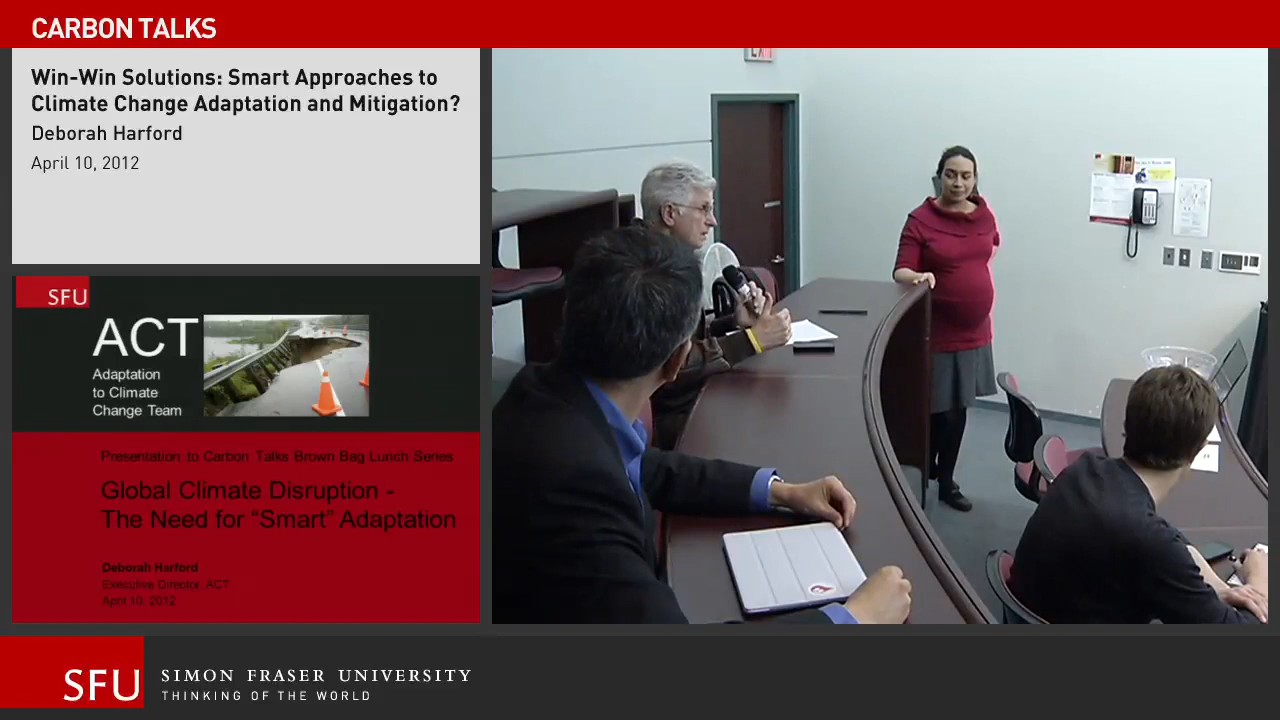 CARBON TALKS
Win-Win Solutions: Smart Approaches to
Climate Change Adaptation and Mitigation?
Deborah Harford
April 10, 2012
SFU
ACT
Adaptation
to Climate
Change Team
Presentation to Carbon Talks Brown Bag Lunch Series
Global Climate Disruption -
The Need for “Smart” Adaptation
Deborah Harford
Executive Director, ACT
April 10, 2012
EXIT
SFU
SIMON FRASER UNIVERSITY
THINKING OF THE WORLD